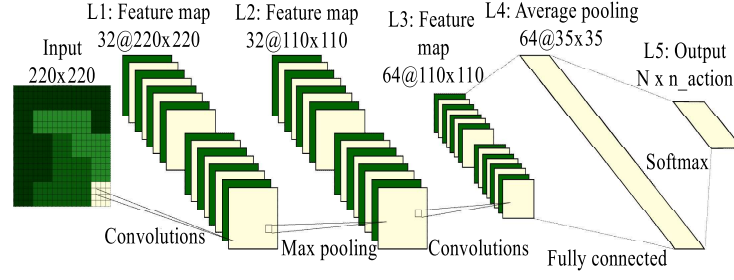 Input
220x220
L1: Feature map
32@220x220
L2: Feature map
32@110x110
L3: Feature
map
64@110x110
L4: Average pooling
64@35x35
L5: Output
N x n_action
Convolutions
Max pooling
Convolutions
Softmax
Fully connected